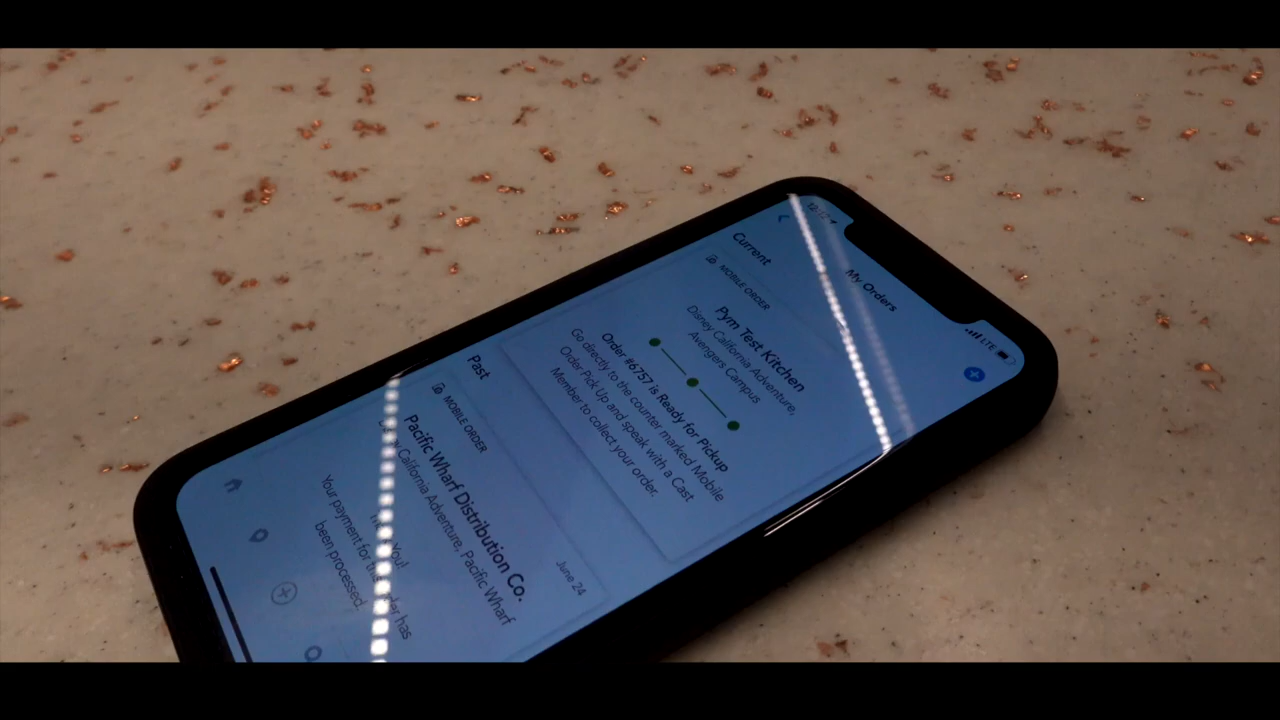 My Orders
LTE
Current
MOBILE ORDER
Pym Test Kitchen
Disney California Adventure,
Avengers Campus
Order #6757 is Ready for Pickup
Go directly to the counter marked Mobile
Order Pick Up and speak with a Cast
Member to collect your order.
Past
MOBILE ORDER
June 24
Pacific Wharf Distribution Co.
California Adventure, Pacific Wharf
You!
Your payment for has
been processed.